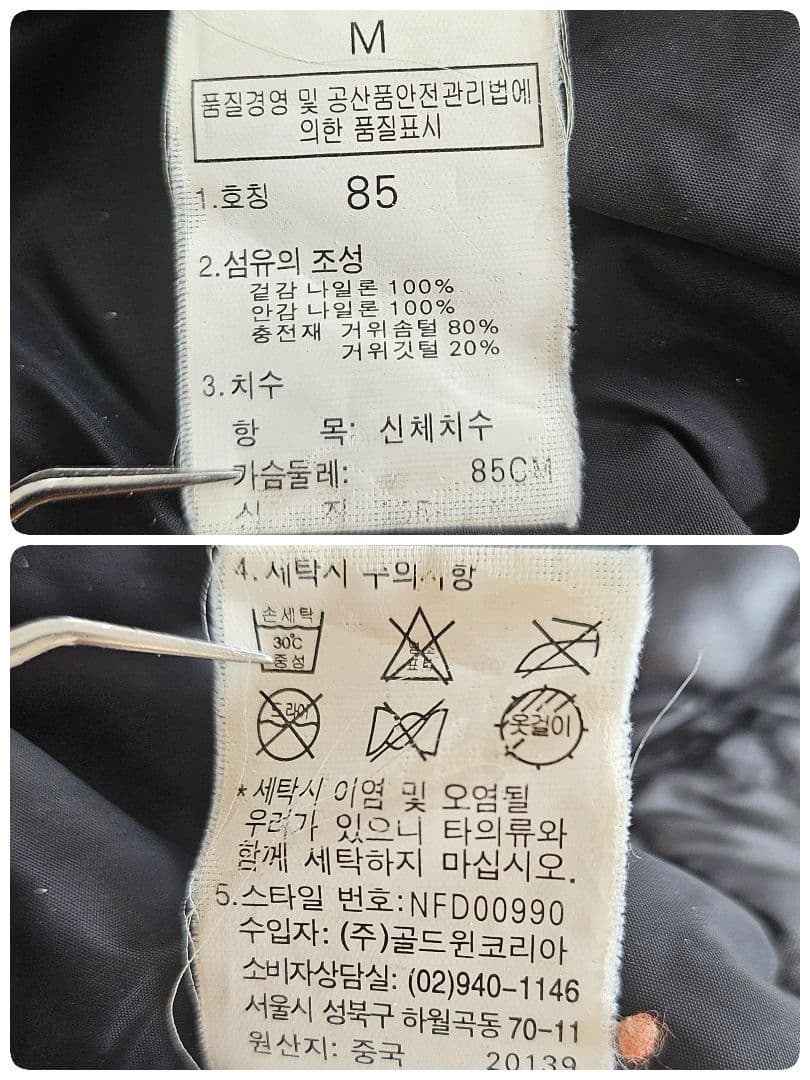 M
품질경영 및 공산품안전관리법에
의한 품질표시
1.호칭 85
2.섬유의 조성
겉감 나일론 100%
안감 나일론 100%
충전재 거위솜털 80%
거위깃털 20%
3.치수
항 목: 신체치수
가슴둘레: 85CM
4.세탁시 주의사항
손세탁
30℃
중성
염소
표백
드라이
옷걸이
*세탁시 이염 및 오염될
우려가 있으니 타의류와
함께 세탁하지 마십시오.
5.스타일 번호:NFD00990
수입자: (주)골드윈코리아
소비자상담실: (02)940-1146
서울시 성북구 하월곡동 70-11
원산지: 중국 20139